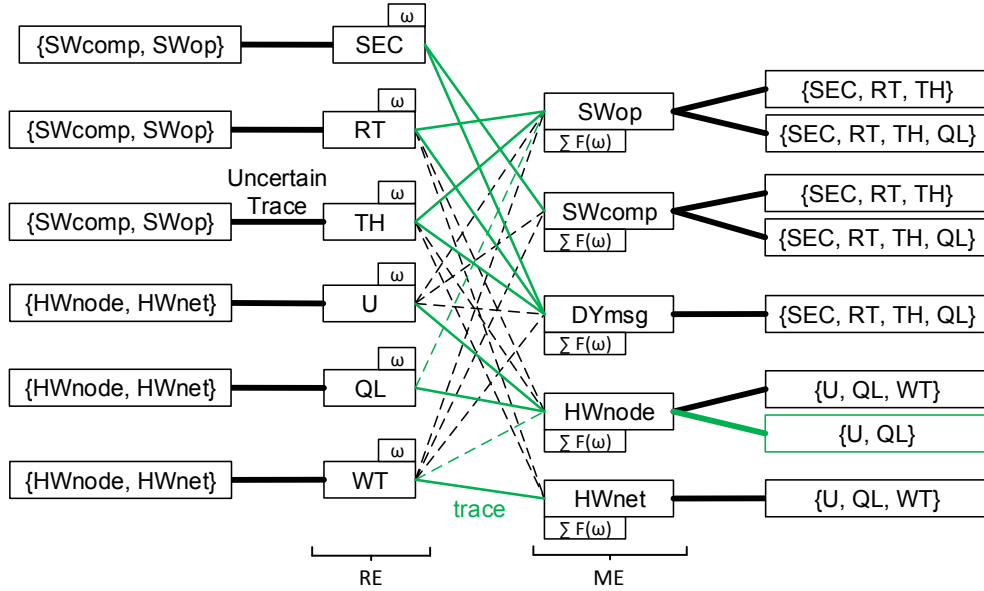 ω
{SWcomp, SWop}
SEC
ω
{SWcomp, SWop}
RT
Uncertain
Trace
ω
{SWcomp, SWop}
TH
ω
{HWnode, HWnet}
U
ω
{HWnode, HWnet}
QL
ω
{HWnode, HWnet}
WT
trace
RE
SWop
∑ F(ω)
SWcomp
∑ F(ω)
DYmsg
∑ F(ω)
HWnode
∑ F(ω)
HWnet
∑ F(ω)
ME
{SEC, RT, TH}
{SEC, RT, TH, QL}
{SEC, RT, TH}
{SEC, RT, TH, QL}
{SEC, RT, TH, QL}
{U, QL, WT}
{U, QL}
{U, QL, WT}